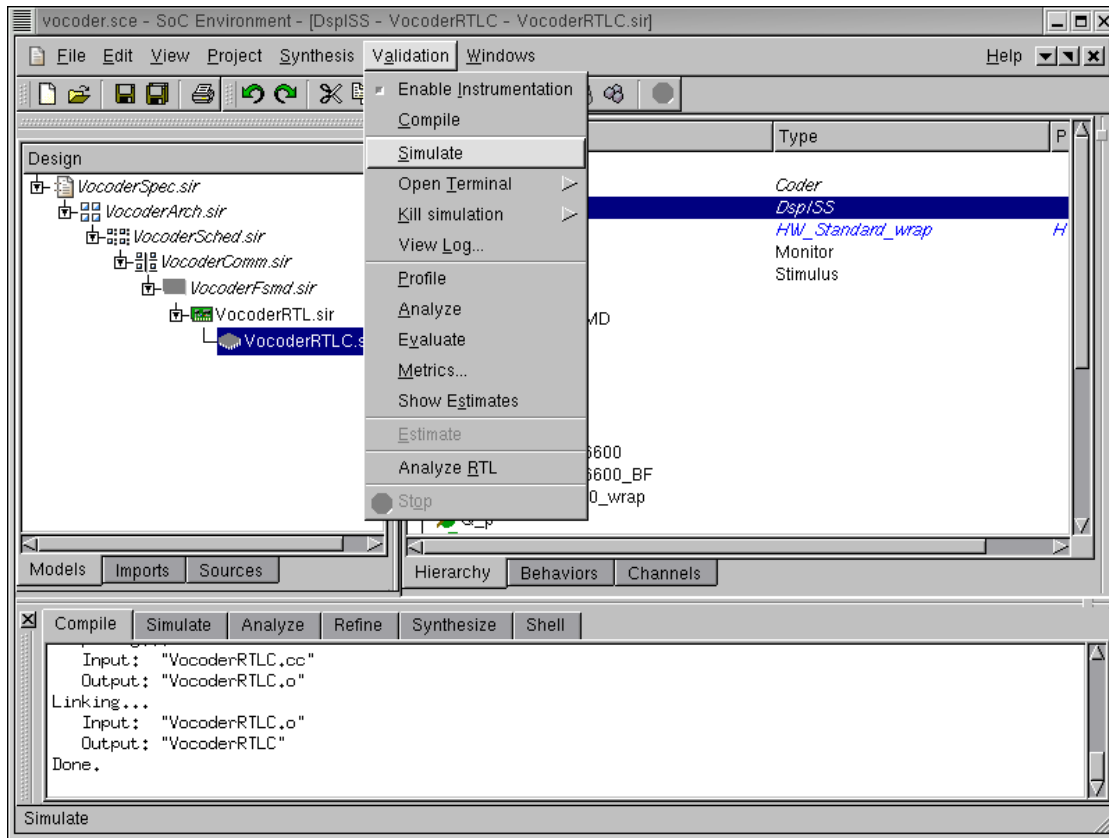 vocoder.sce - SoC Environment - [DspISS - VocoderRTLC - VocoderRTLC.sir]
File Edit View Project Synthesis Validation Windows Help
Enable Instrumentation
Compile
Simulate
Open Terminal
Kill simulation
View Log...
Profile
Analyze
Evaluate
Metrics...
Show Estimates
Estimate
Analyze RTL
Stop
Design
VocoderSpec.sir
VocoderArch.sir
VocoderSched.sir
VocoderComm.sir
VocoderFsmd.sir
VocoderRTL.sir
VocoderRTLC.s
Type P
Coder
DspISS
HW_Standard_wrap H
Monitor
Stimulus
MD
6600
6600_BF
0_wrap
Models Imports Sources
Hierarchy Behaviors Channels
Compile Simulate Analyze Refine Synthesize Shell
Input: "VocoderRTLC.cc"
Output: "VocoderRTLC.o"
Linking...
Input: "VocoderRTLC.o"
Output: "VocoderRTLC"
Done.
Simulate